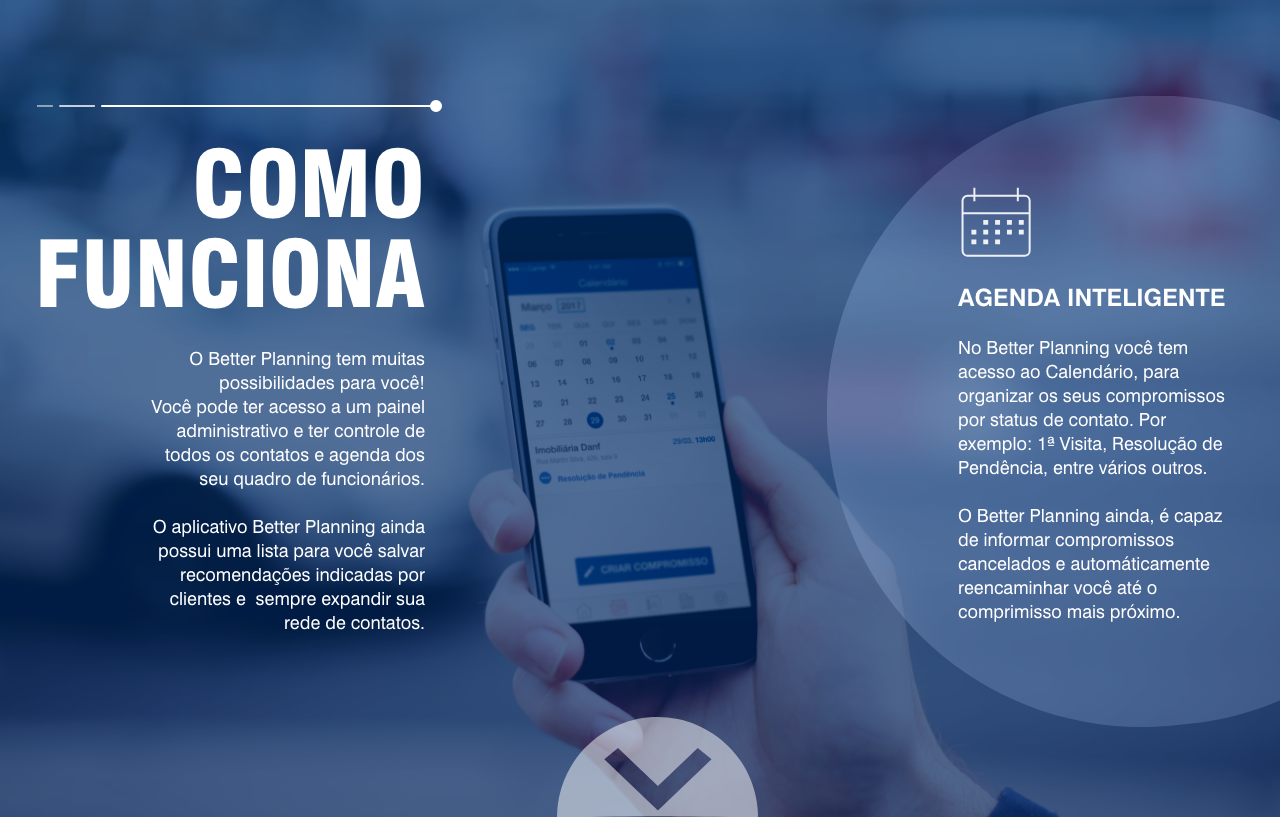 COMO
FUNCIONA
O Better Planning tem muitas
possibilidades para você!
Você pode ter acesso a um painel
administrativo e ter controle de
todos os contatos e agenda dos
seu quadro de funcionários.
O aplicativo Better Planning ainda
possui uma lista para você salvar
recomendações indicadas por
clientes e  sempre expandir sua
rede de contatos.
Calendário
Março 2017
SEG TER QUA QUI SEX SAB DOM
01 02 03 04 05
06 07 08 09 10 11 12
13 14 15 16 17 18 19
20 21 22 23 24 25 26
27 28 29 30 31
Imobiliária Danf 29/03, 13h00
Resolução de Pendência
CRIAR COMPROMISSO
AGENDA INTELIGENTE
No Better Planning você tem
acesso ao Calendário, para
organizar os seus compromissos
por status de contato. Por
exemplo: 1ª Visita, Resolução de
Pendência, entre vários outros.
O Better Planning ainda, é capaz
de informar compromissos
cancelados e automáticamente
reencaminhar você até o
comprimisso mais próximo.